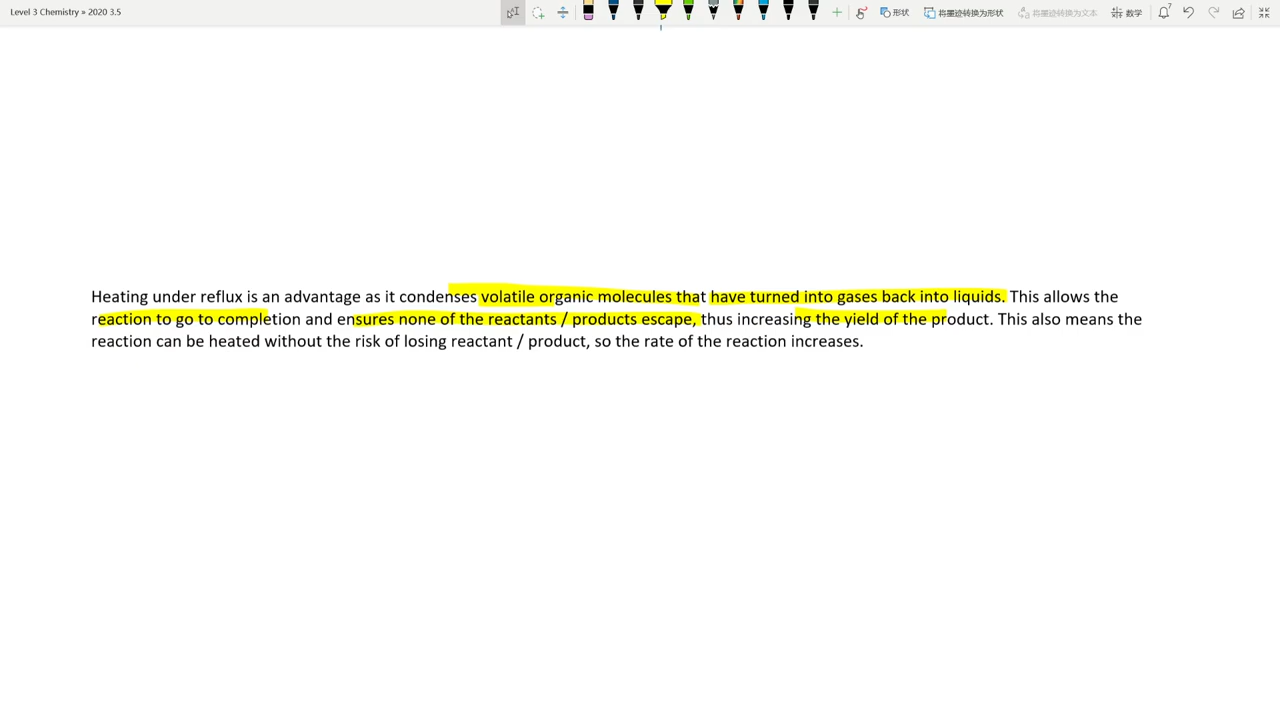 Level 3 Chemistry » 2020 3.5
形状
将墨迹转换为形状
将墨迹转换为文本
数学
7
Heating under reflux is an advantage as it condenses volatile organic molecules that have turned into gases back into liquids. This allows the
reaction to go to completion and ensures none of the reactants / products escape, thus increasing the yield of the product. This also means the
reaction can be heated without the risk of losing reactant / product, so the rate of the reaction increases.